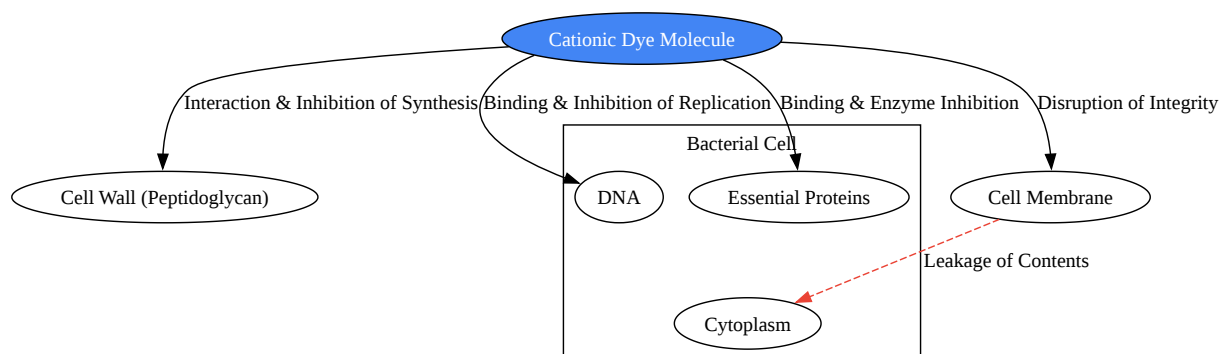 Cationic Dye Molecule
Interaction & Inhibition of Synthesis
Binding & Inhibition of Replication
Binding & Enzyme Inhibition
Disruption of Integrity
Bacterial Cell
Cell Wall (Peptidoglycan)
DNA
Essential Proteins
Cell Membrane
Leakage of Contents
Cytoplasm